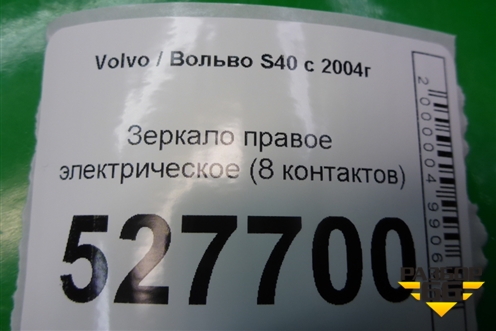 Volvo / Вольво S40 с 2004г
Зеркало правое
электрическое (8 контактов)
527700